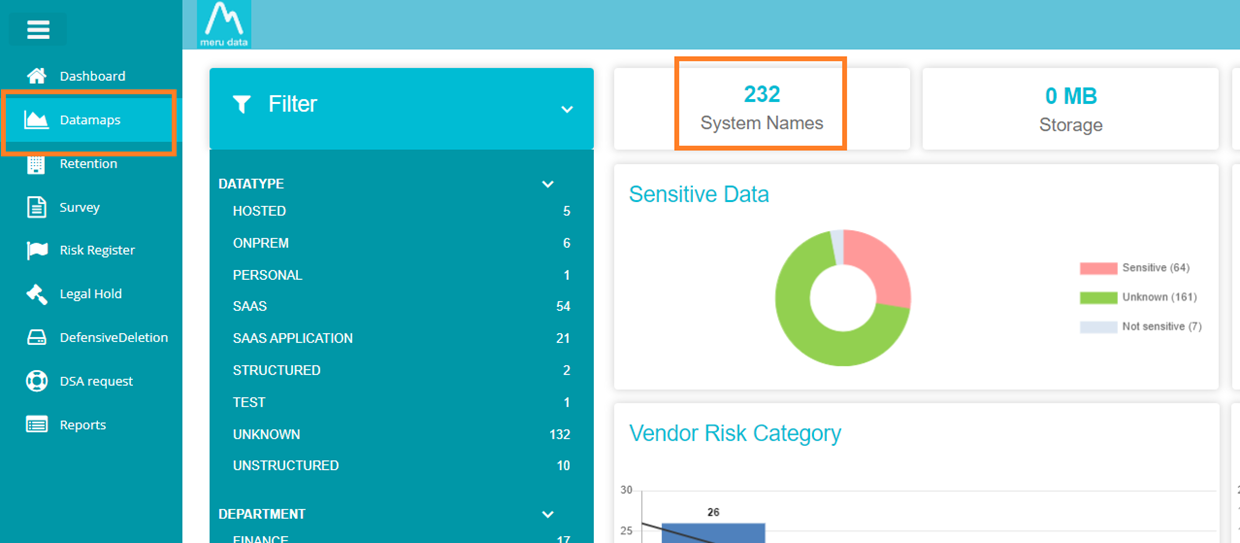 meru data
Dashboard
Datamaps
Retention
Survey
Risk Register
Legal Hold
DefensiveDeletion
DSA request
Reports
Filter
DATATYPE
HOSTED 5
ONPREM 6
PERSONAL 1
SAAS 54
SAAS APPLICATION 21
STRUCTURED 2
TEST 1
UNKNOWN 132
UNSTRUCTURED 10
DEPARTMENT
FINANCE 17
232
System Names
0 MB
Storage
Sensitive Data
Sensitive (64)
Unknown (161)
Not sensitive (7)
Vendor Risk Category
30
26
25